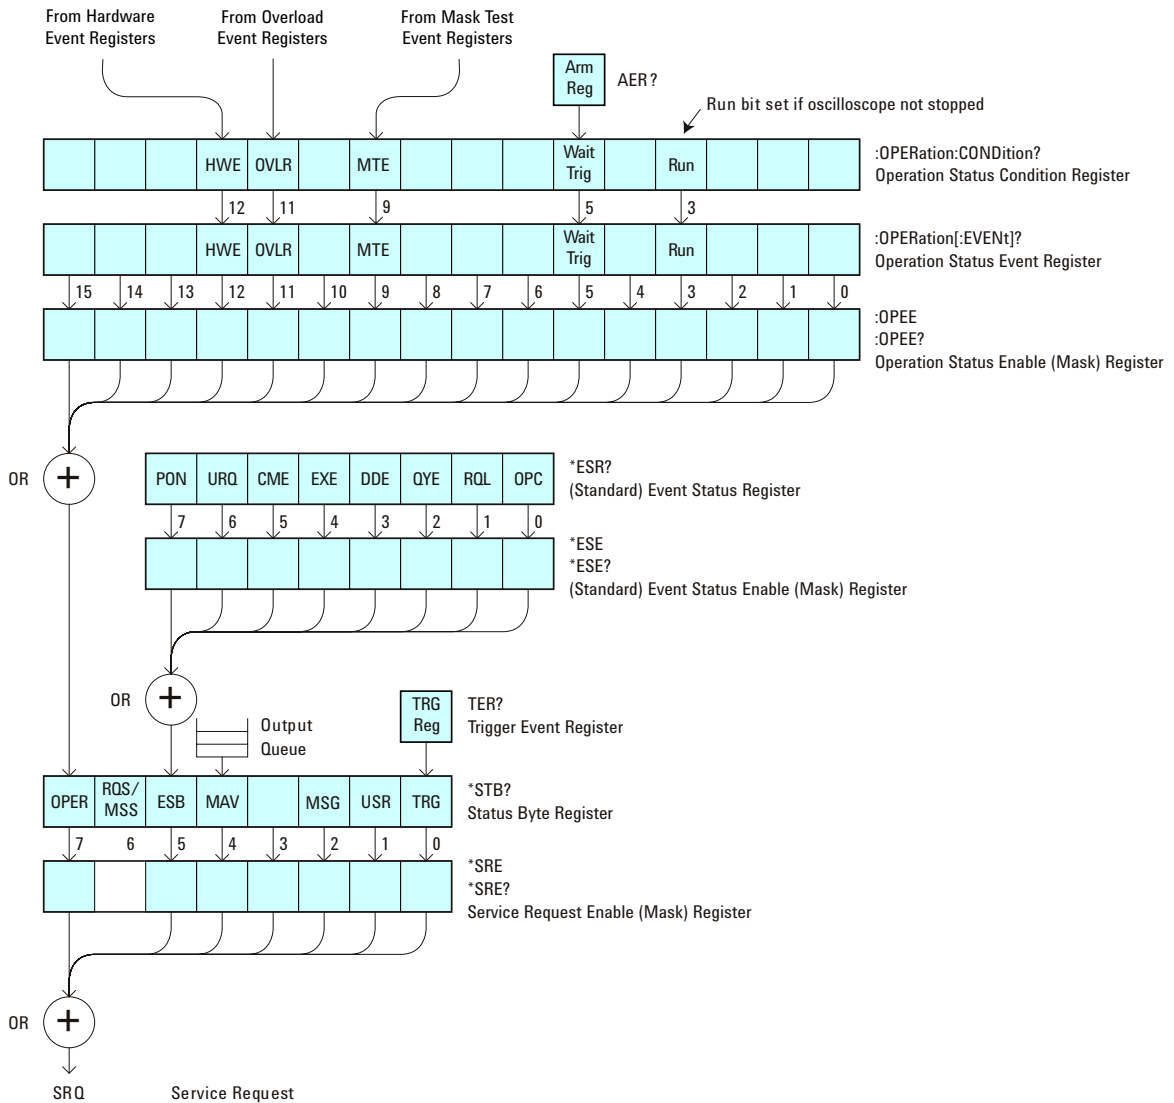 From Hardware
Event Registers
From Overload
Event Registers
From Mask Test
Event Registers
Arm
Reg
AER?
Run bit set if oscilloscope not stopped
HWE OVLR MTE Wait Trig Run
:OPERation:CONDition?
Operation Status Condition Register
12 11 9 5 3
HWE OVLR MTE Wait Trig Run
:OPERation[:EVENt]?
Operation Status Event Register
15 14 13 12 11 10 9 8 7 6 5 4 3 2 1 0
:OPEE
:OPEE?
Operation Status Enable (Mask) Register
OR +
PON URQ CME EXE DDE QYE RQL OPC
*ESR?
(Standard) Event Status Register
7 6 5 4 3 2 1 0
*ESE
*ESE?
(Standard) Event Status Enable (Mask) Register
OR +
Output
Queue
TRG
Reg
TER?
Trigger Event Register
OPER RQS/ MSS ESB MAV MSG USR TRG
*STB?
Status Byte Register
7 6 5 4 3 2 1 0
*SRE
*SRE?
Service Request Enable (Mask) Register
OR +
SRQ Service Request